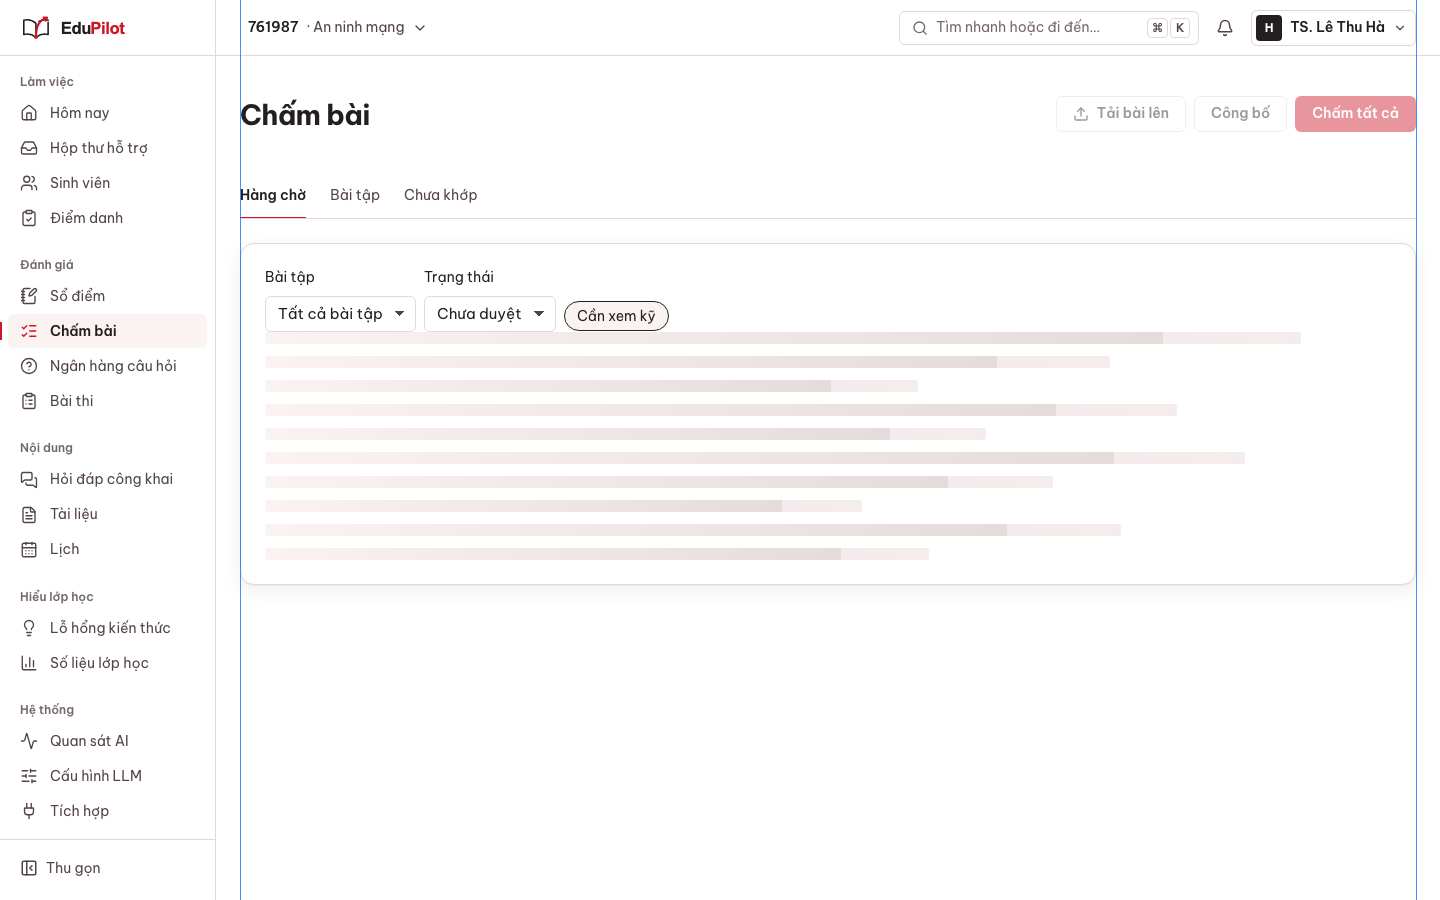 EduPilot
761987 · An ninh mạng
Tìm nhanh hoặc đi đến...
⌘ K
H TS. Lê Thu Hà
Làm việc
Hôm nay
Hộp thư hỗ trợ
Sinh viên
Điểm danh
Đánh giá
Sổ điểm
Chấm bài
Ngân hàng câu hỏi
Bài thi
Nội dung
Hỏi đáp công khai
Tài liệu
Lịch
Hiểu lớp học
Lỗ hổng kiến thức
Số liệu lớp học
Hệ thống
Quan sát AI
Cấu hình LLM
Tích hợp
Thu gọn
Chấm bài
Tải bài lên
Công bố
Chấm tất cả
Hàng chờ
Bài tập
Chưa khớp
Bài tập
Trạng thái
Tất cả bài tập
Chưa duyệt
Cần xem kỹ